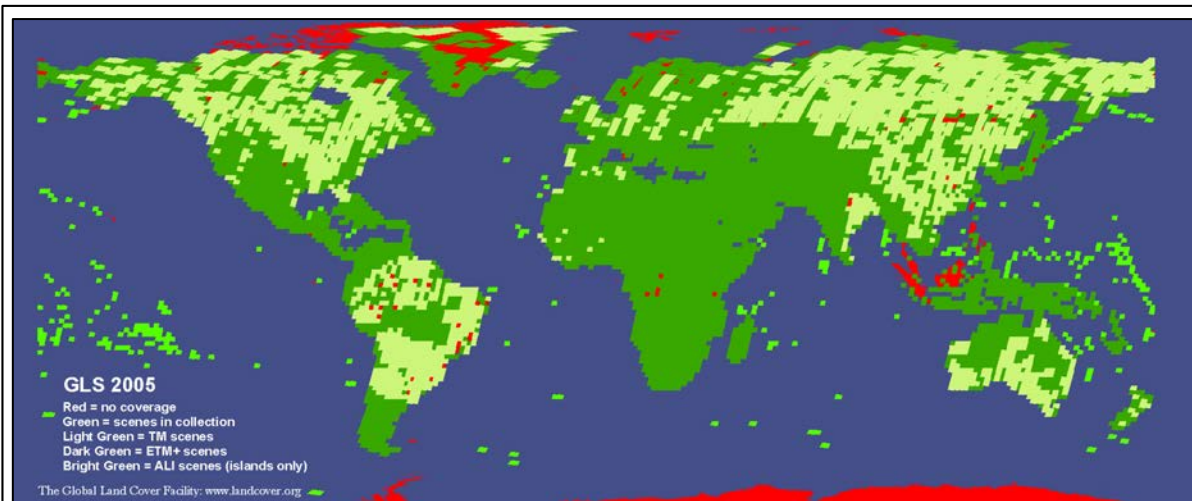 GLS 2005
Red = no coverage
Green = scenes in collection
Light Green = TM scenes
Dark Green = ETM+ scenes
Bright Green = ALI scenes (islands only)
The Global Land Cover Facility: www.landcover.org